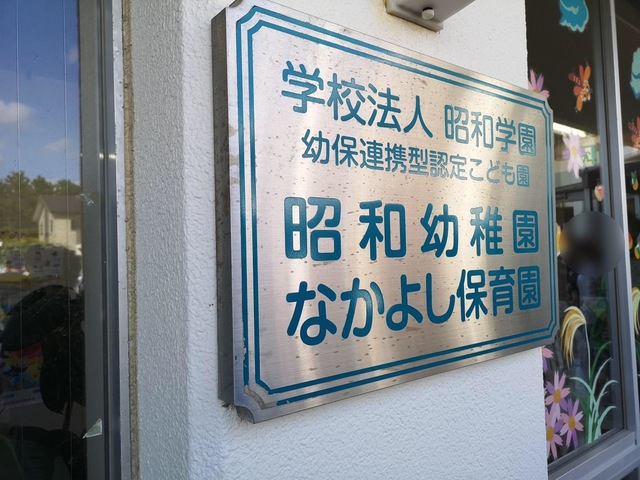 学校法人 昭和学園
幼保連携型認定こども園
昭和幼稚園
なかよし保育園